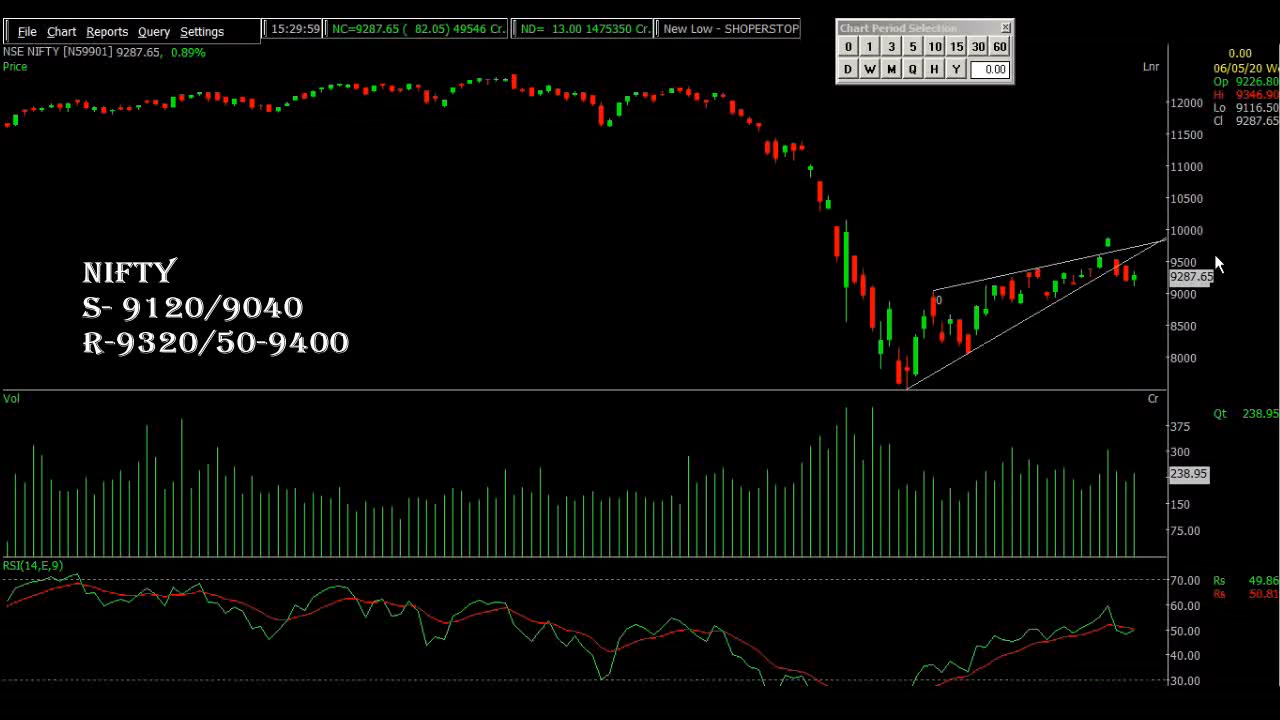 File Chart Reports Query Settings
15:29:59
NC=9287.65 ( 82.05) 49546 Cr.
ND= 13.00 1475350 Cr.
New Low - SHOPERSTOP
Chart Period Selection
0 1 3 5 10 15 30 60
D W M Q H Y 0.00
NSE NIFTY [N59901] 9287.65, 0.89%
Price
Lnr
0.00
06/05/20 We
Op 9226.80
Hi 9346.90
Lo 9116.50
Cl 9287.65
12000
11500
11000
10500
10000
9500
9287.65
9000
8500
8000
0
NIFTY
S- 9120/9040
R-9320/50-9400
Vol
Cr
Qt 238.95
375
300
238.95
150
75.00
RSI(14,E,9)
70.00
60.00
50.00
40.00
30.00
Rs 49.86
Rs 50.81